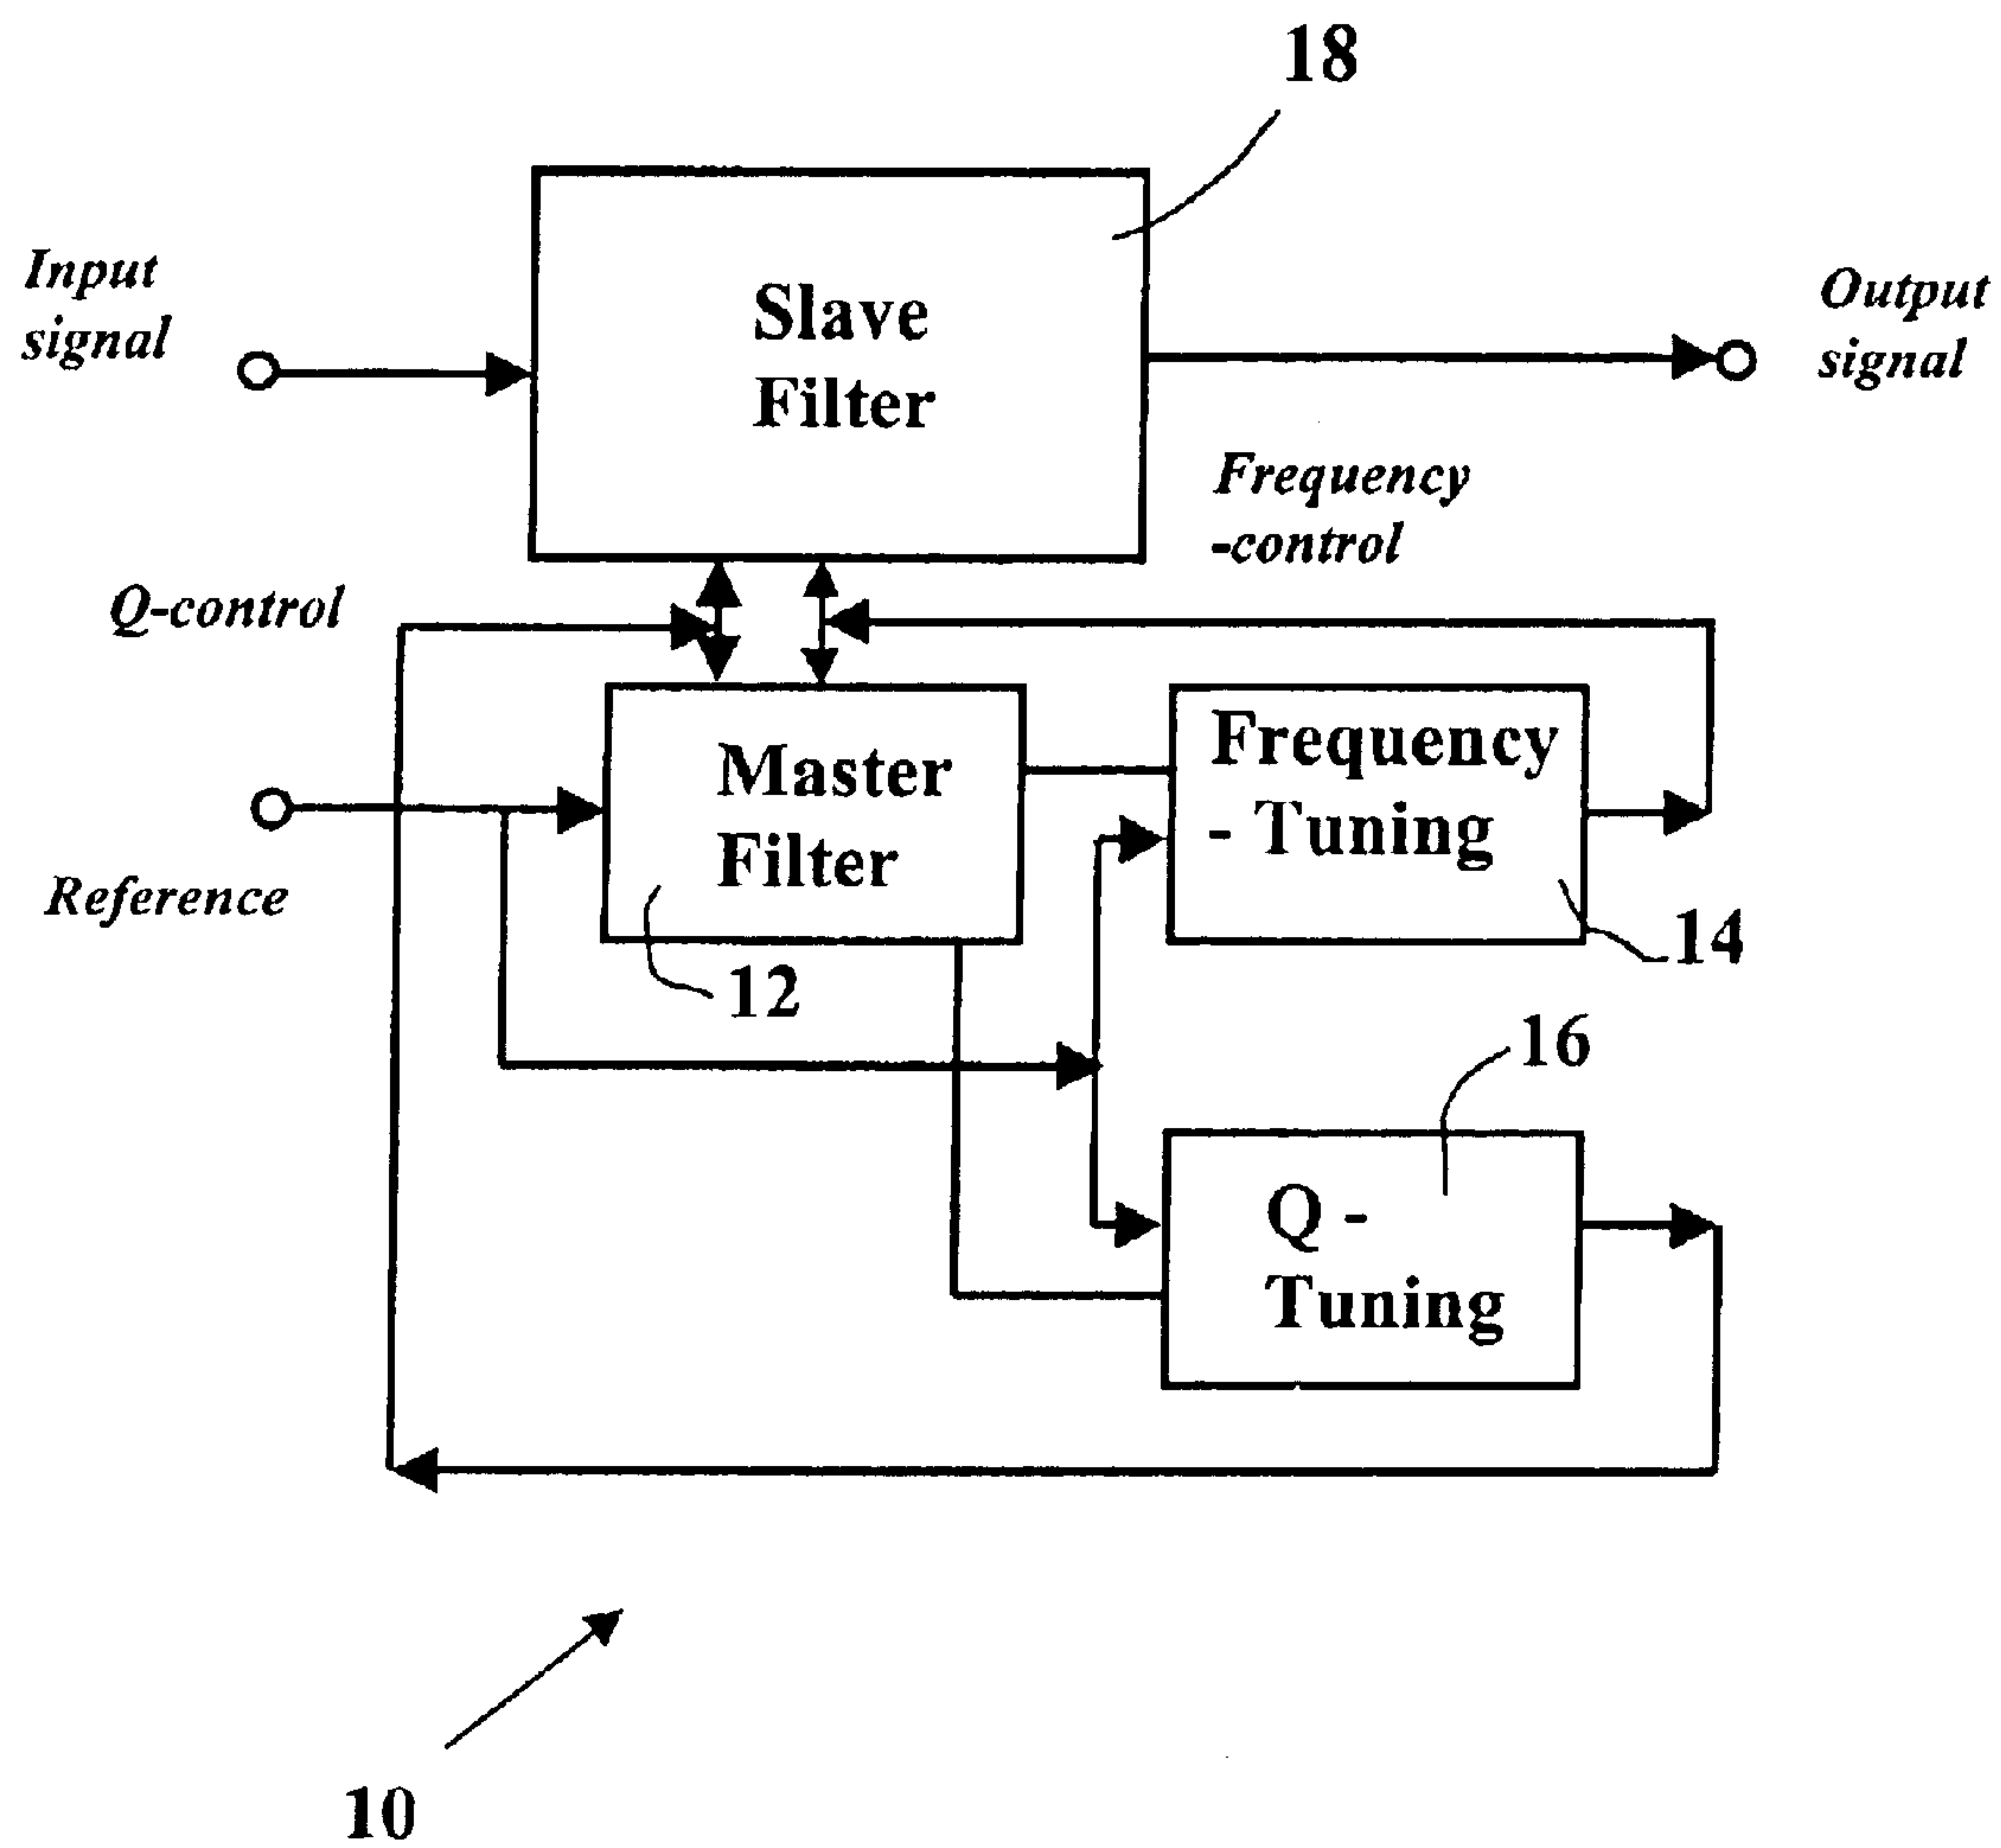 18
Input
signal
Slave
Filter
Output
signal
Frequency
-control
Q-control
Master
Filter
Frequency
- Tuning
Reference
12
14
16
Q -
Tuning
10